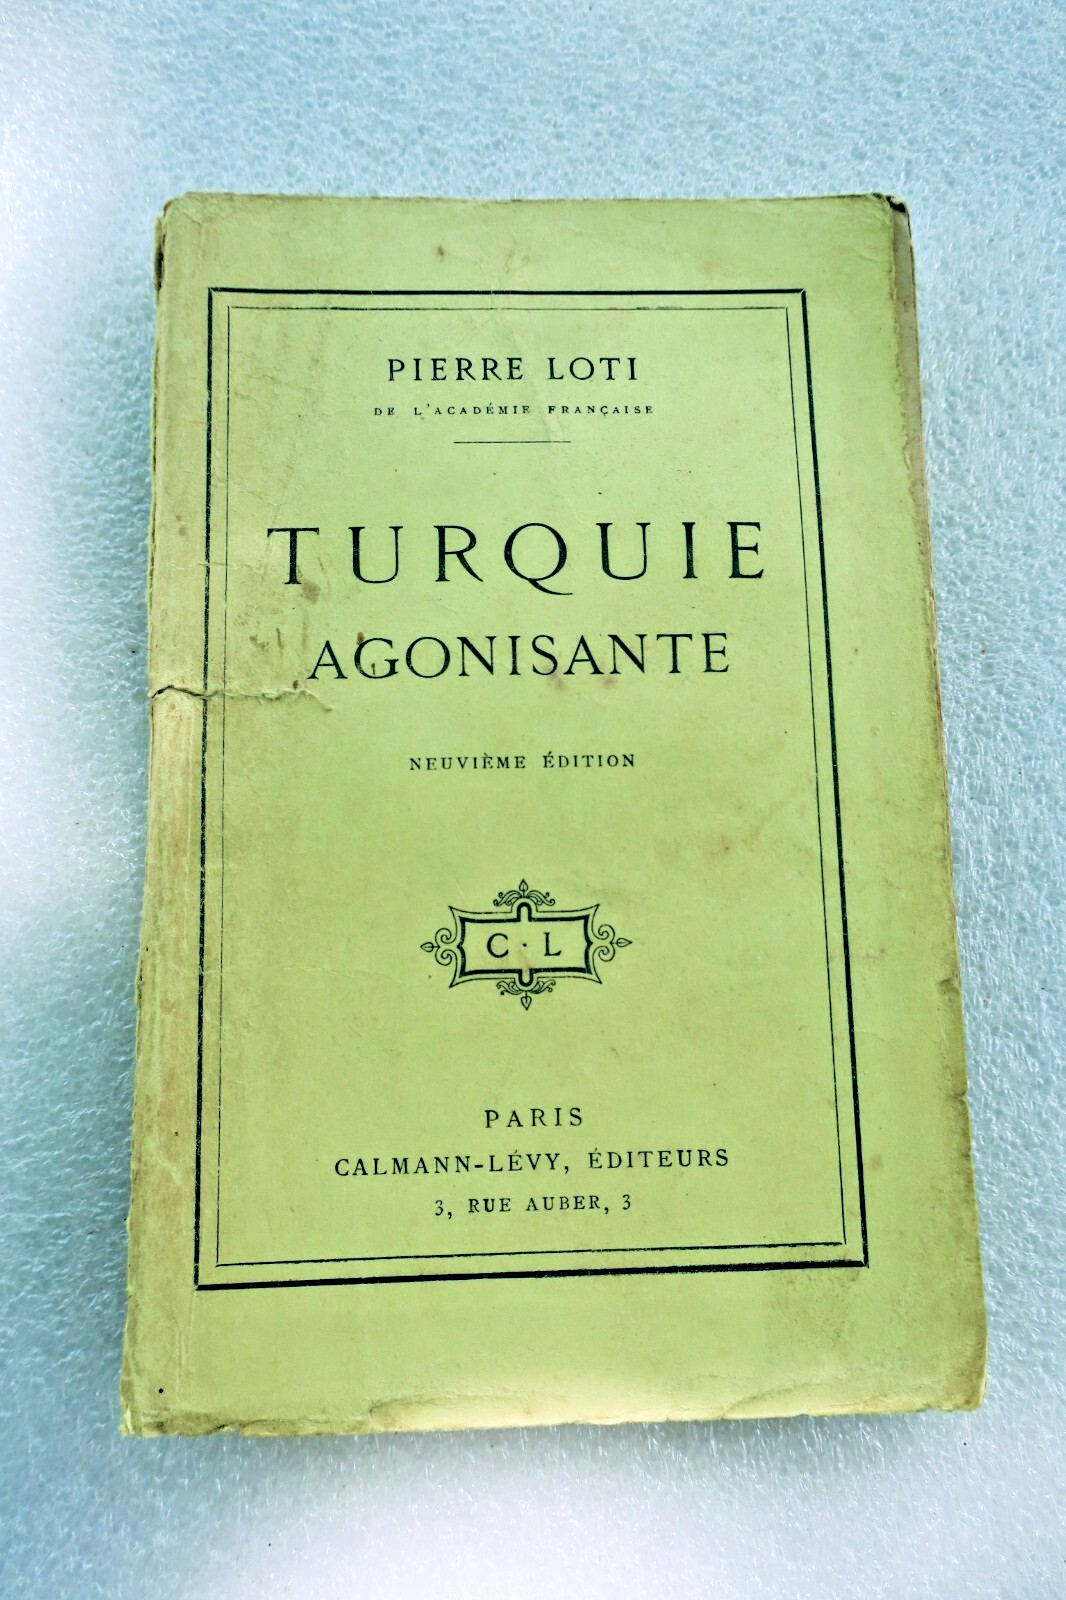 PIERRE LOTI
DE L'ACADÉMIE FRANÇAISE
TURQUIE
AGONISANTE
NEUVIÈME ÉDITION
C · L
PARIS
CALMANN-LÉVY, ÉDITEURS
3, RUE AUBER, 3